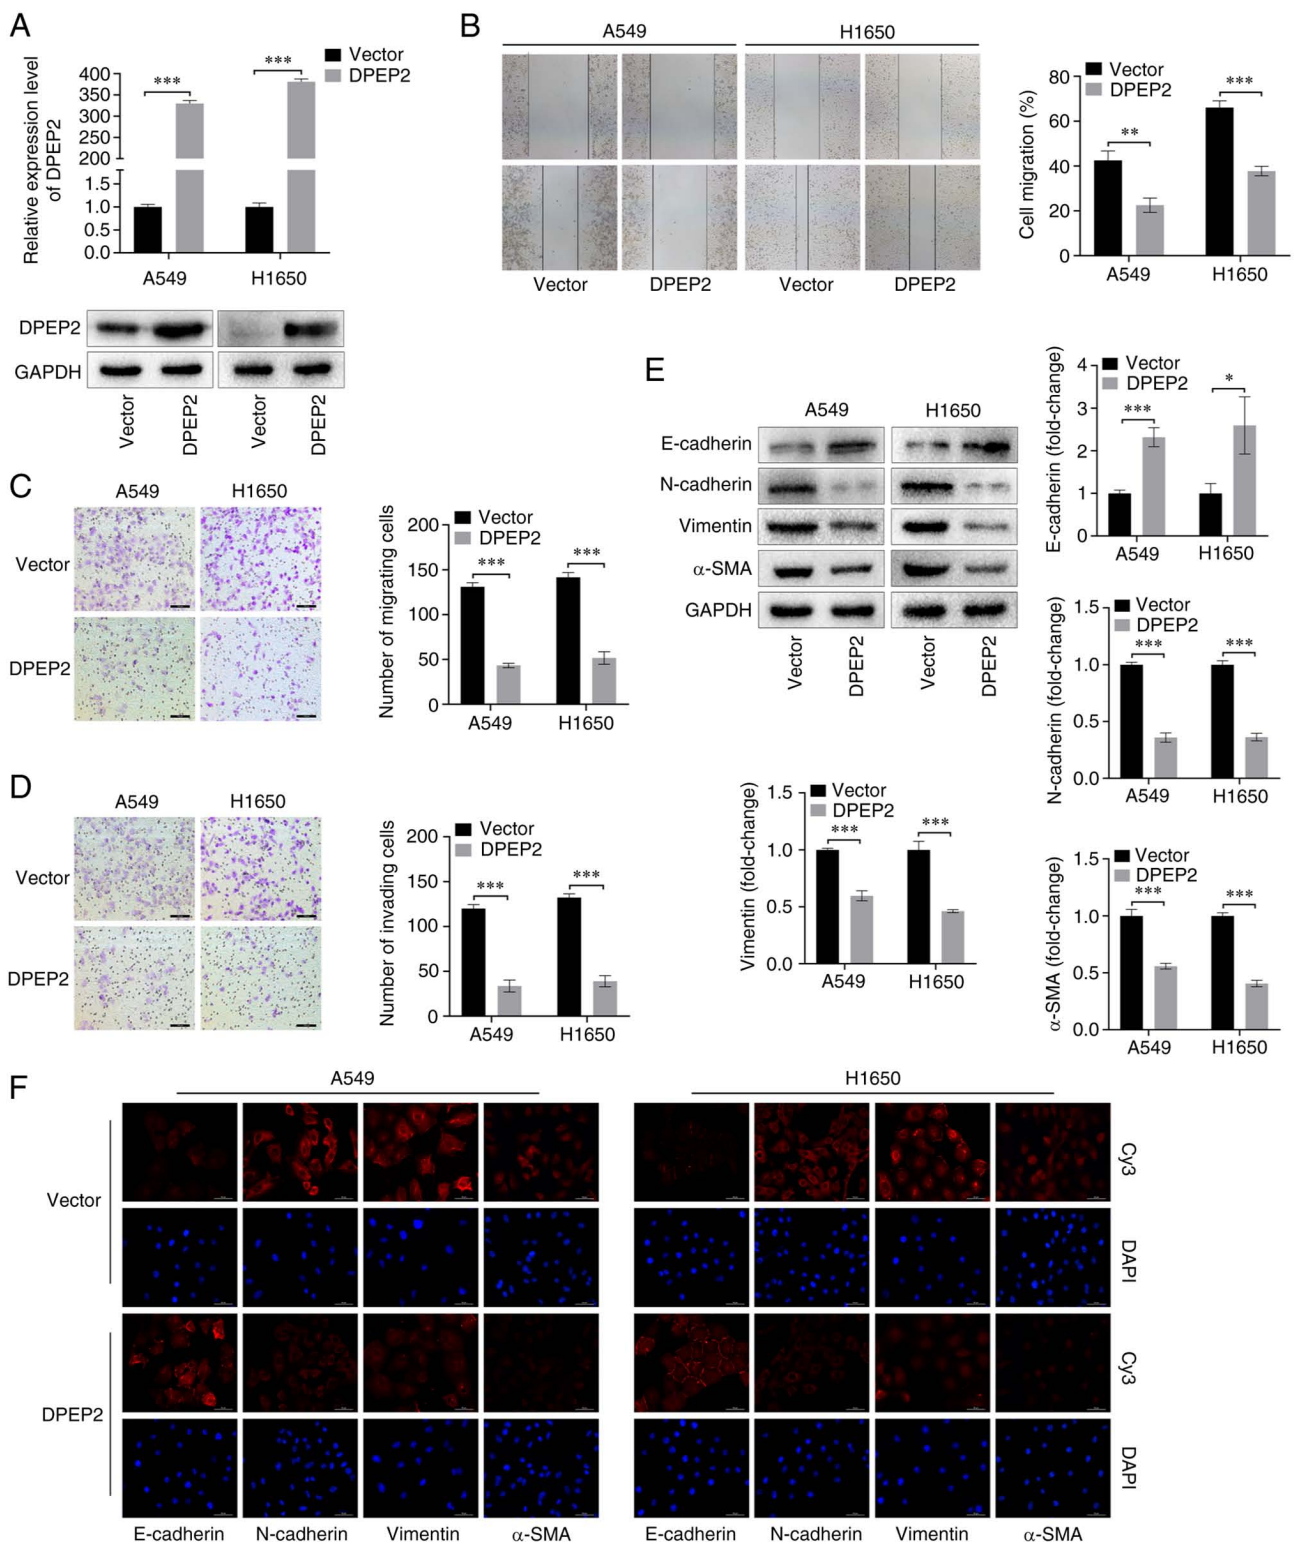 A
Relative expression level
of DPEP2
Vector
DPEP2
400
350
300
250
200
1.5
1.0
0.5
0.0
***
***
A549
H1650
DPEP2
GAPDH
Vector
DPEP2
Vector
DPEP2
B
A549
H1650
Vector
DPEP2
Vector
DPEP2
Cell migration (%)
Vector
DPEP2
80
60
40
20
0
**
***
A549
H1650
C
A549
H1650
Vector
DPEP2
Number of migrating cells
Vector
DPEP2
200
150
100
50
0
***
***
A549
H1650
D
A549
H1650
Vector
DPEP2
Number of invading cells
Vector
DPEP2
200
150
100
50
0
***
***
A549
H1650
E
A549
H1650
E-cadherin
N-cadherin
Vimentin
α-SMA
GAPDH
Vector
DPEP2
Vector
DPEP2
E-cadherin (fold-change)
Vector
DPEP2
4
3
2
1
0
***
*
A549
H1650
N-cadherin (fold-change)
Vector
DPEP2
1.5
1.0
0.5
0.0
***
***
A549
H1650
Vimentin (fold-change)
Vector
DPEP2
1.5
1.0
0.5
0.0
***
***
A549
H1650
α-SMA (fold-change)
Vector
DPEP2
1.5
1.0
0.5
0.0
***
***
A549
H1650
F
A549
H1650
Vector
DPEP2
Cy3
DAPI
Cy3
DAPI
E-cadherin
N-cadherin
Vimentin
α-SMA
E-cadherin
N-cadherin
Vimentin
α-SMA